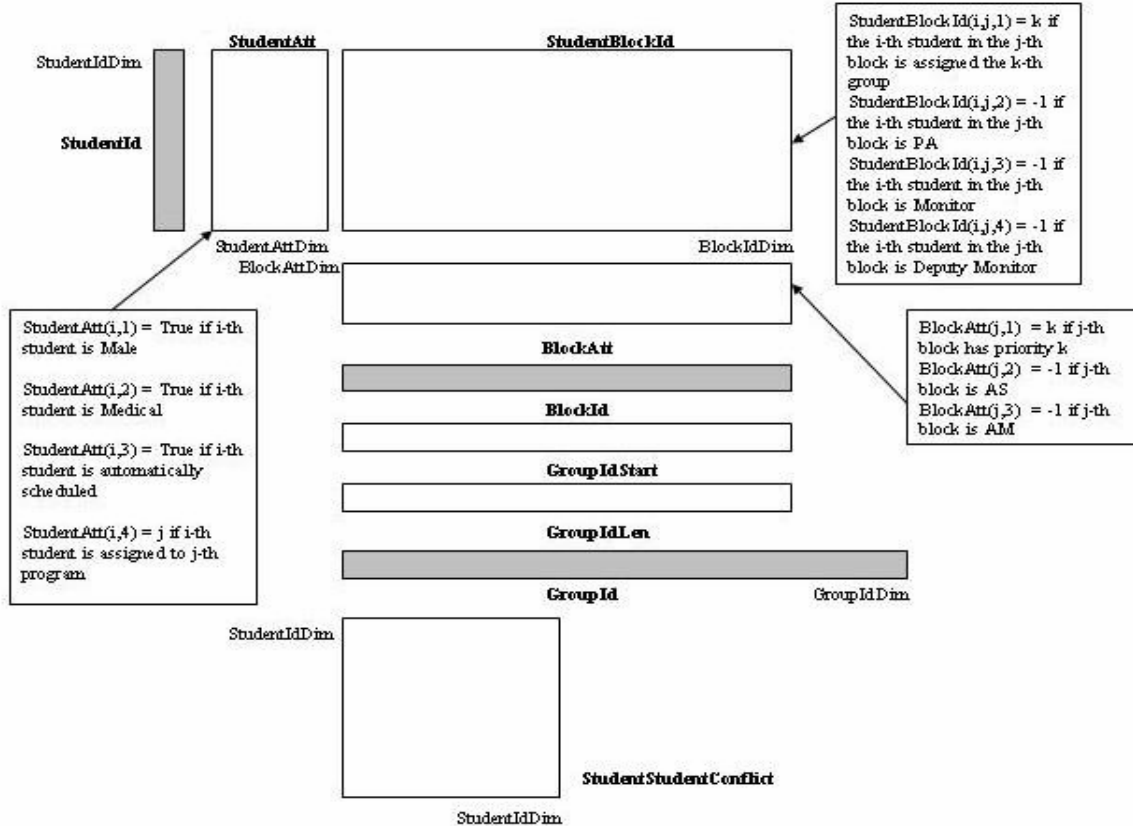 StudentAtt
StudentBlockId
StudentIdDim
StudentId
StudentBlockId(i,j,1) = k if
the i-th student in the j-th
block is assigned the k-th
group
StudentBlockId(i,j,2) = -1 if
the i-th student in the j-th
block is PA
StudentBlockId(i,j,3) = -1 if
the i-th student in the j-th
block is Monitor
StudentBlockId(i,j,4) = -1 if
the i-th student in the j-th
block is Deputy Monitor
StudentAttDim
BlockIdDim
BlockAttDim
StudentAtt(i,1) = True if i-th
student is Male
StudentAtt(i,2) = True if i-th
student is Medical
StudentAtt(i,3) = True if i-th
student is automatically
scheduled
StudentAtt(i,4) = j if i-th
student is assigned to j-th
program
BlockAtt
BlockAtt(j,1) = k if j-th
block has priority k
BlockAtt(j,2) = -1 if j-th
block is AS
BlockAtt(j,3) = -1 if j-th
block is AM
BlockId
GroupIdStart
GroupIdLen
GroupId
GroupIdDim
StudentIdDim
StudentStudentConflict
StudentIdDim